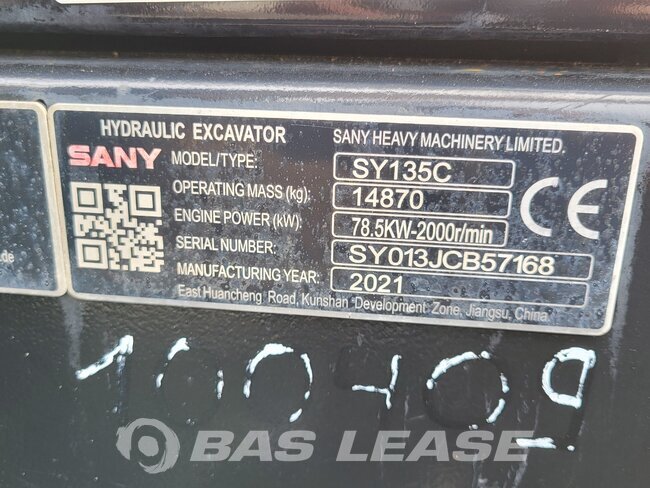 HYDRAULIC EXCAVATOR
SANY HEAVY MACHINERY LIMITED.
SANY
MODEL/TYPE: SY135C
OPERATING MASS (kg): 14870
ENGINE POWER (kW): 78.5KW-2000r/min
SERIAL NUMBER: SY013JCB57168
MANUFACTURING YEAR: 2021
East Huancheng Road, Kunshan Development Zone, Jiangsu, China
CE
.de
100409
BAS LEASE